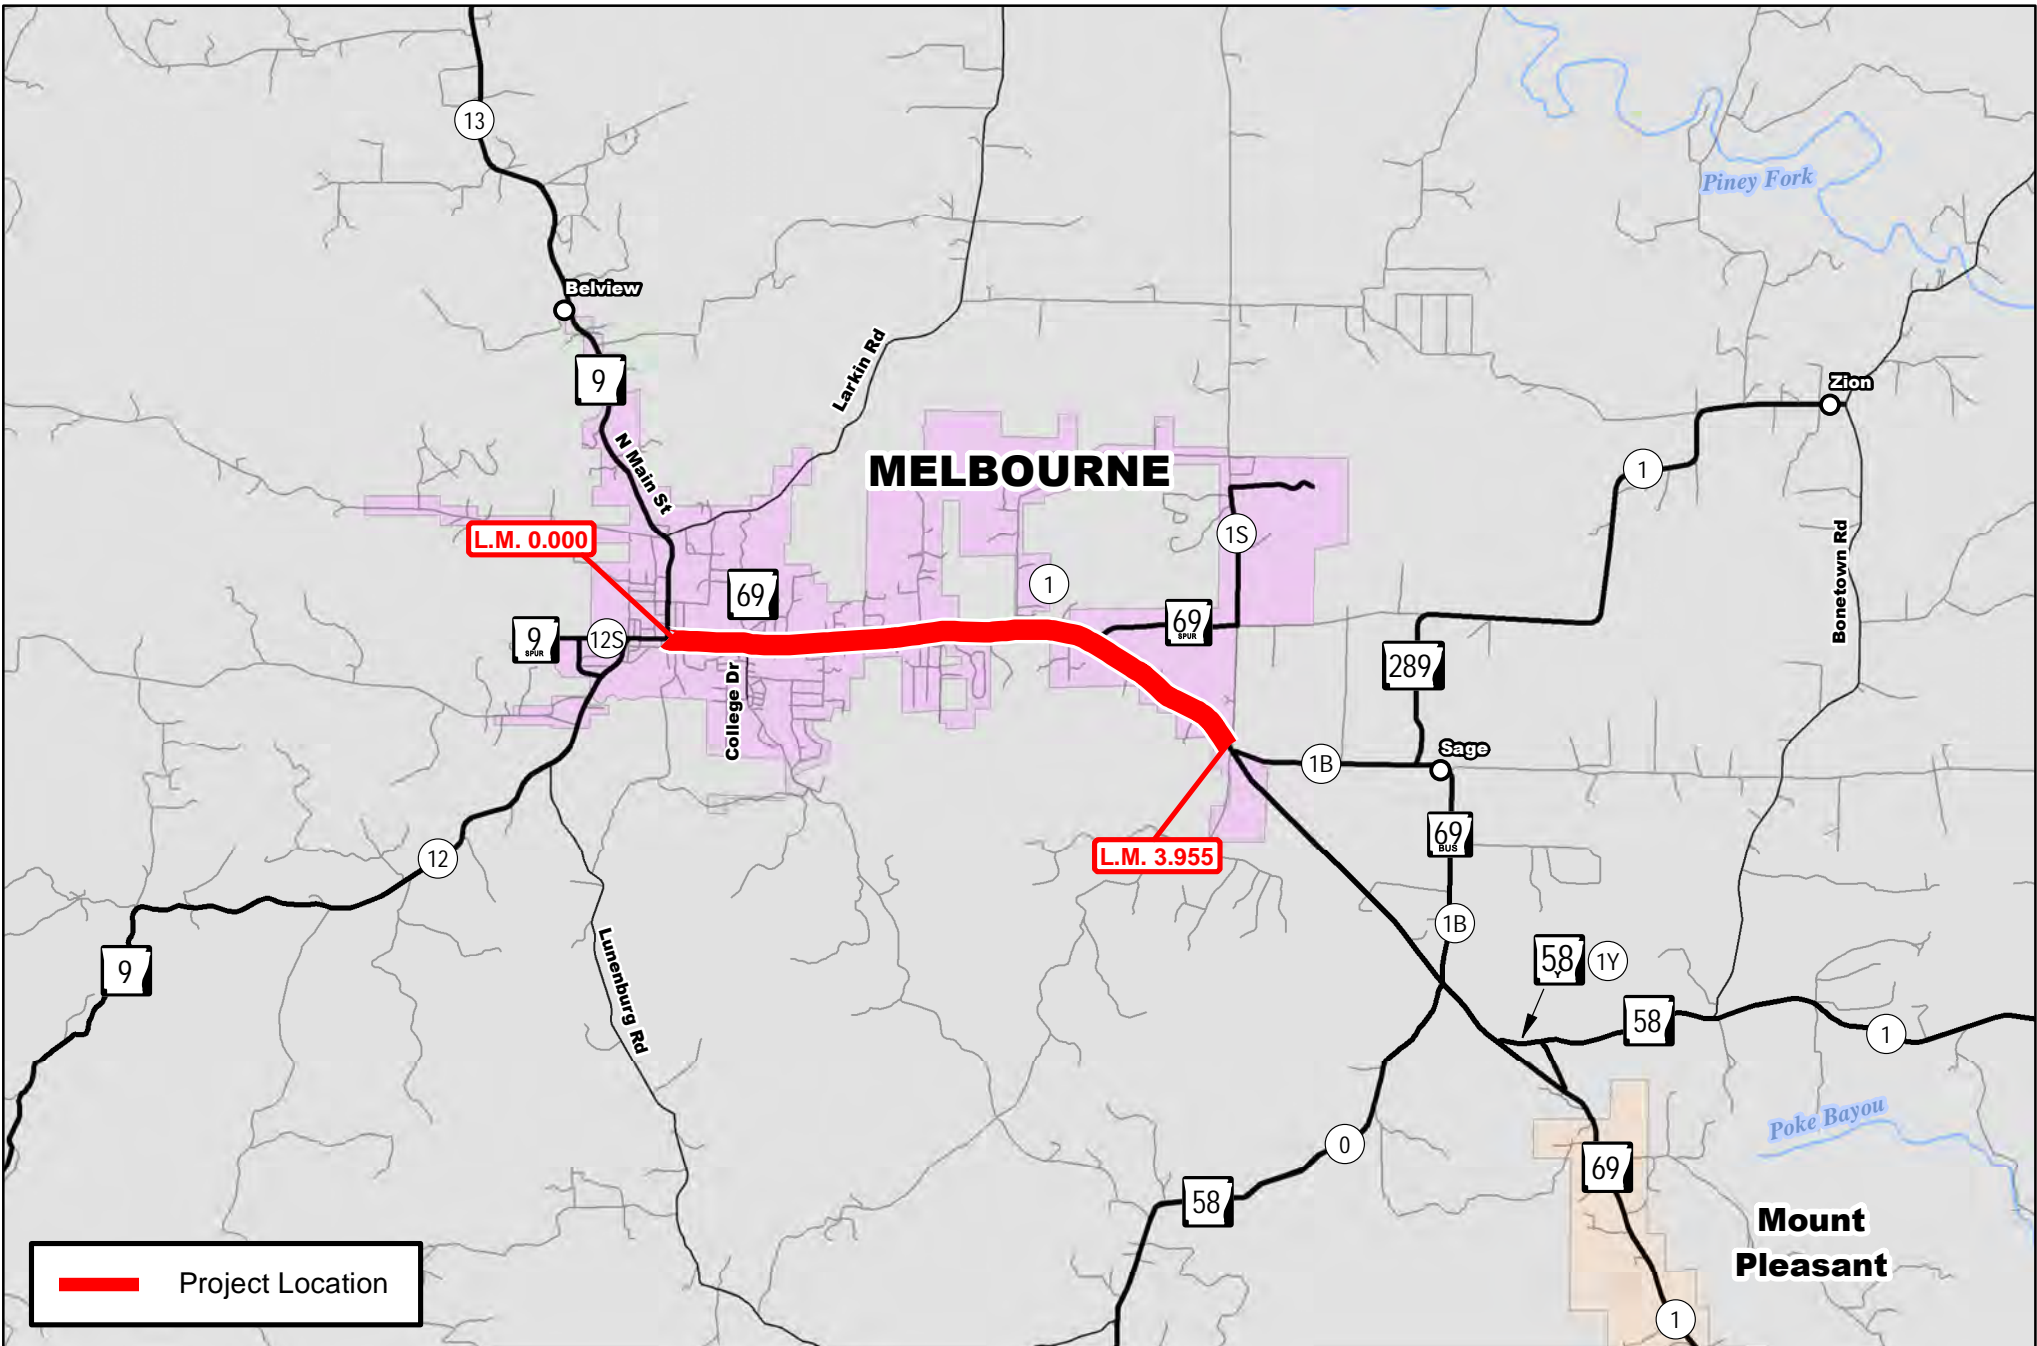 13
Piney Fork
Belview
9
Larkin Rd
Zion
N Main St
MELBOURNE
1
L.M. 0.000
1S
Bonetown Rd
69
1
9
SPUR
12S
69
SPUR
289
College Dr
Sage
1B
69
BUS
L.M. 3.955
12
1B
9
Lunenburg Rd
58
Y
1Y
58
1
Poke Bayou
0
69
58
Mount
Pleasant
Project Location
1